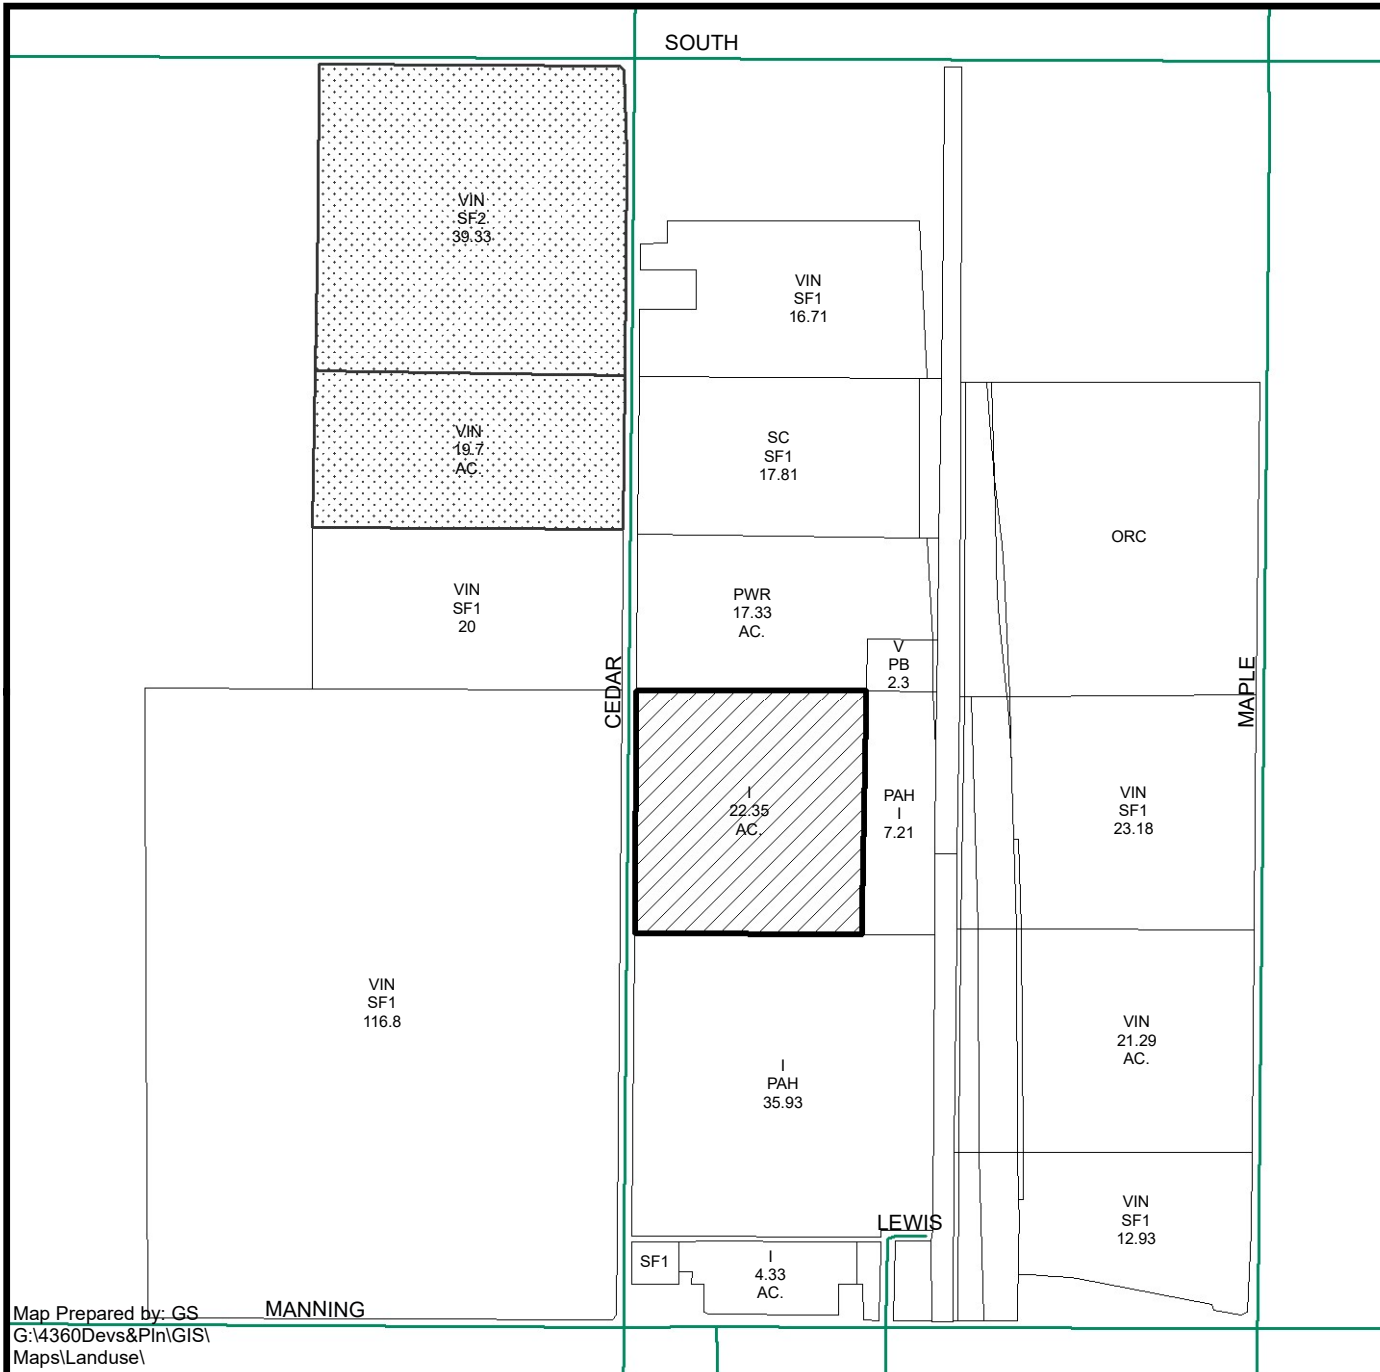 SOUTH
VIN
SF2
39.33
VIN
SF1
16.71
VIN
19.7
AC.
SC
SF1
17.81
ORC
VIN
SF1
20
PWR
17.33
AC.
V
PB
2.3
CEDAR
MAPLE
I
22.35
AC.
PAH
I
7.21
VIN
SF1
23.18
VIN
SF1
116.8
VIN
21.29
AC.
I
PAH
35.93
VIN
SF1
12.93
LEWIS
SF1
I
4.33
AC.
MANNING
Map Prepared by: GS
G:\4360Devs&Pln\GIS\
Maps\Landuse\